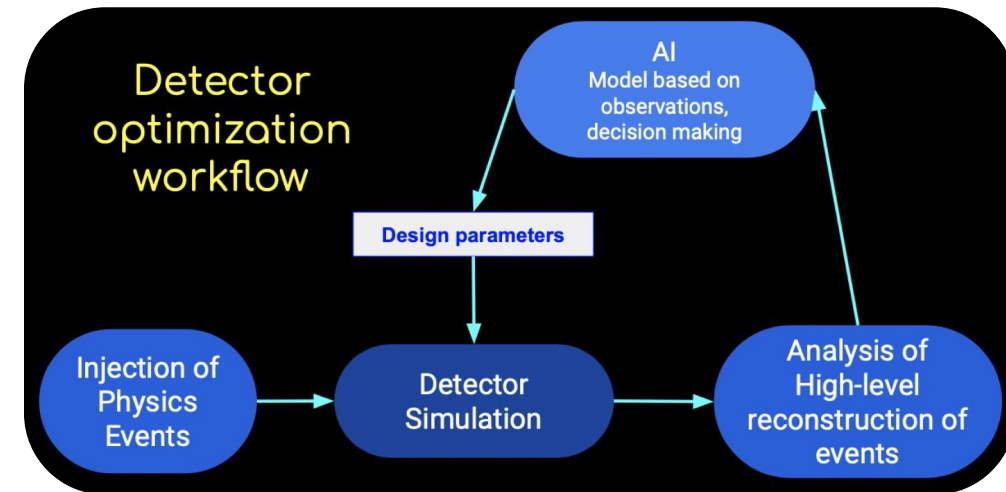 Detector
optimization
workflow
AI
Model based on
observations,
decision making
Design parameters
Injection of
Physics
Events
Detector
Simulation
Analysis of
High-level
reconstruction of
events